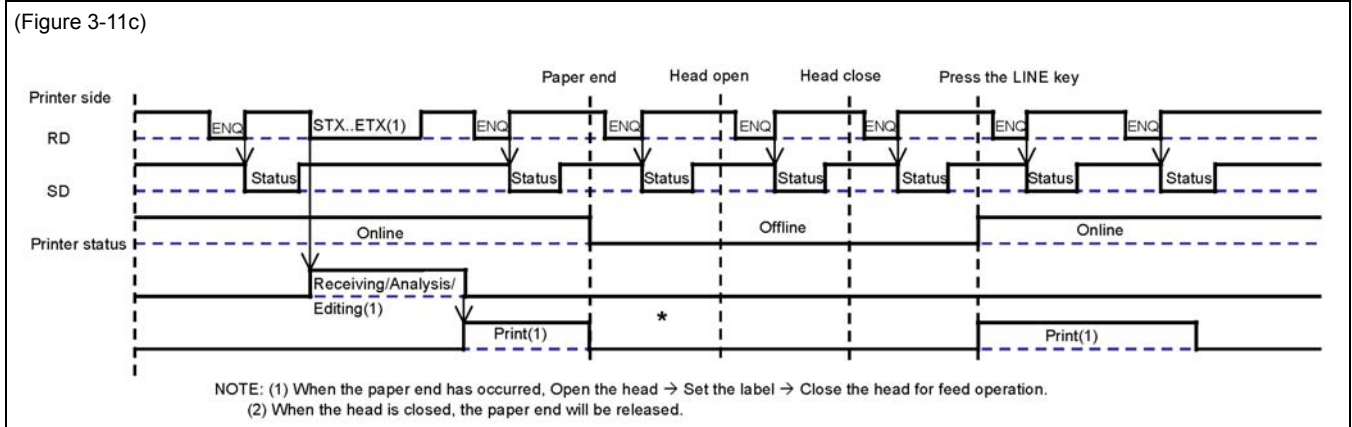 (Figure 3-11c)
Paper end Head open Head close Press the LINE key
Printer side
RD
ENQ STX..ETX(1) ENQ ENQ ENQ ENQ ENQ ENQ
SD
Status Status Status Status Status Status Status
Printer status
Online Offline Online
Receiving/Analysis/
Editing(1)
Print(1) * Print(1)
NOTE: (1) When the paper end has occurred, Open the head → Set the label → Close the head for feed operation.
(2) When the head is closed, the paper end will be released.